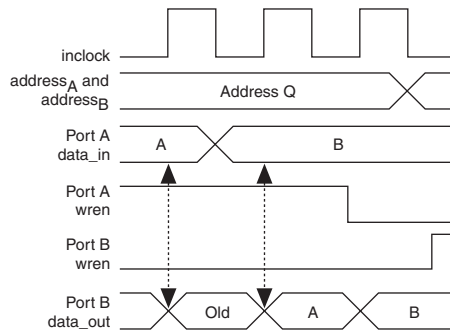 inclock
addressA and
addressB
Address Q
Port A
data_in
A
B
Port A
wren
Port B
wren
Port B
data_out
Old
A
B